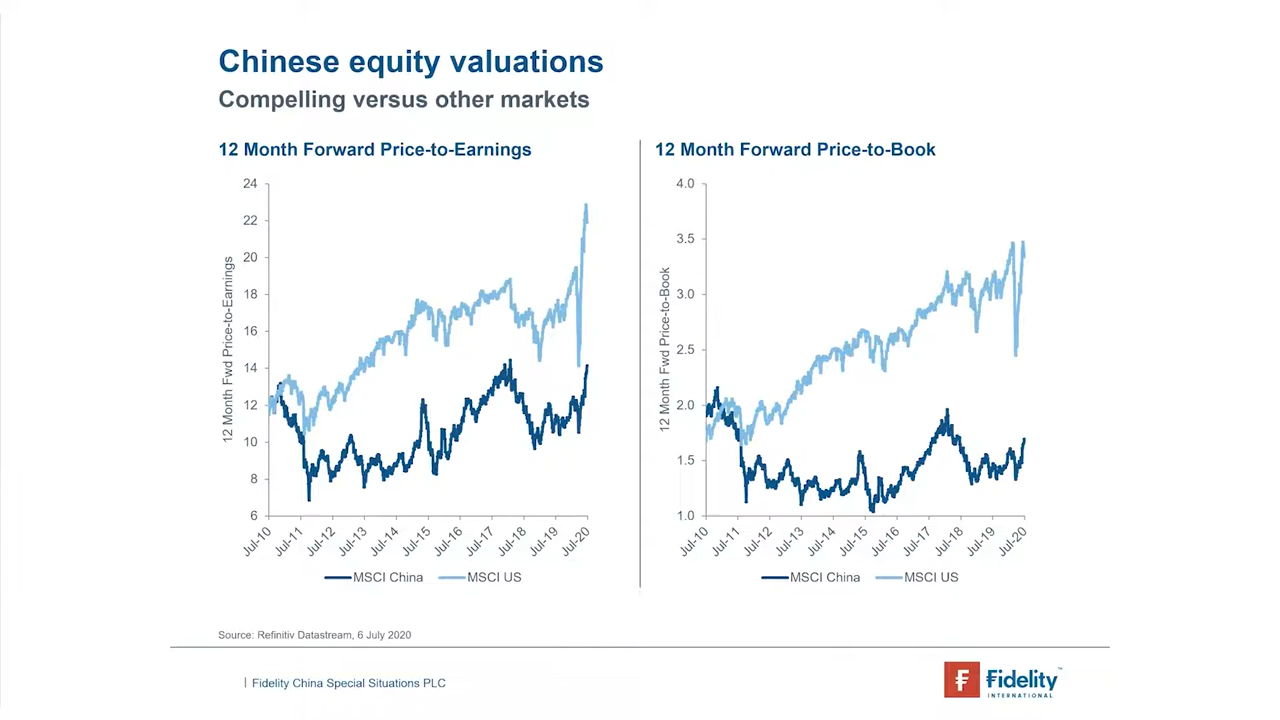 Chinese equity valuations
Compelling versus other markets
12 Month Forward Price-to-Earnings
12 Month Fwd Price-to-Earnings
24
22
20
18
16
14
12
10
8
6
Jul-10
Jul-11
Jul-12
Jul-13
Jul-14
Jul-15
Jul-16
Jul-17
Jul-18
Jul-19
Jul-20
MSCI China
MSCI US
12 Month Forward Price-to-Book
12 Month Fwd Price-to-Book
4.0
3.5
3.0
2.5
2.0
1.5
1.0
Jul-10
Jul-11
Jul-12
Jul-13
Jul-14
Jul-15
Jul-16
Jul-17
Jul-18
Jul-19
Jul-20
MSCI China
MSCI US
Source: Refinitiv Datastream, 6 July 2020
| Fidelity China Special Situations PLC
Fidelity™
INTERNATIONAL